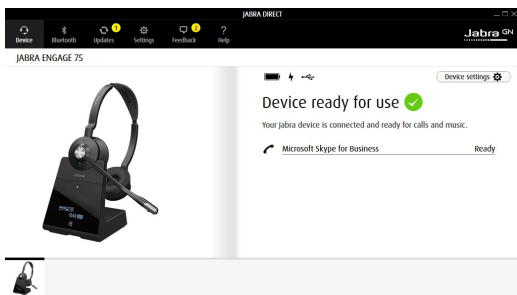 JABRA DIRECT
Device
Bluetooth
Updates
1
Settings
Feedback
2
Help
Jabra GN
JABRA ENGAGE 75
Device settings
Device ready for use
Your Jabra device is connected and ready for calls and music.
Microsoft Skype for Business Ready